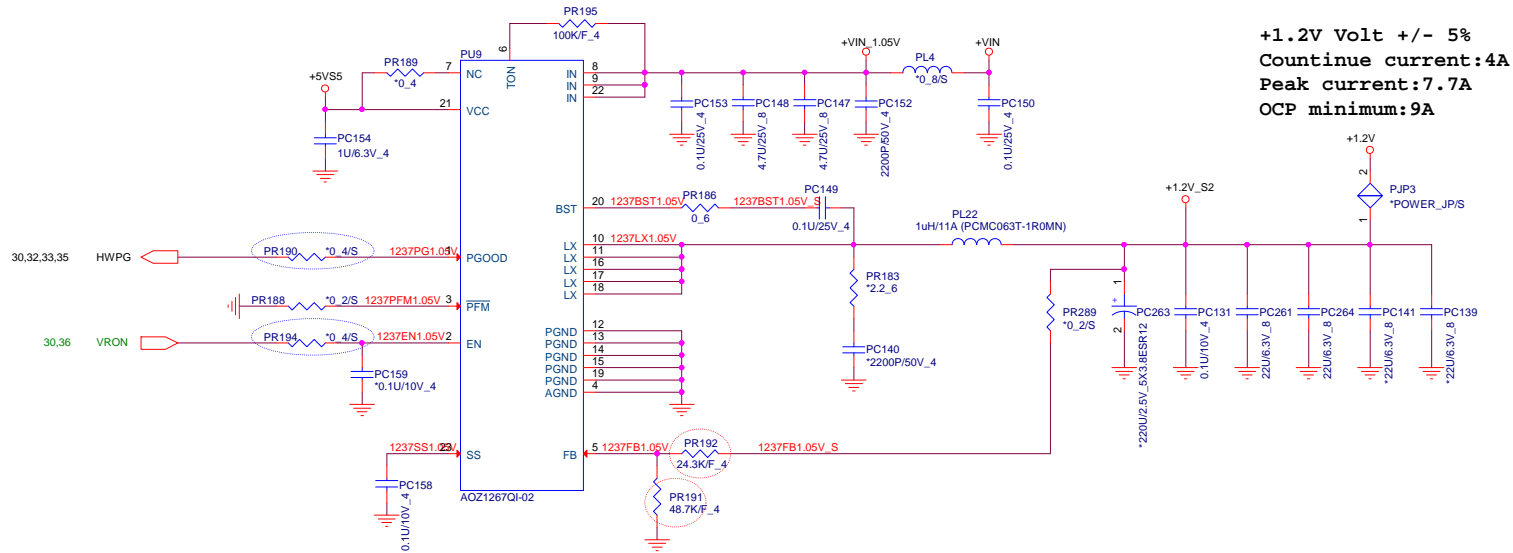 PR195
100K/F_4
+1.2V Volt +/- 5%
Countinue current:4A
Peak current:7.7A
OCP minimum:9A
+VIN_1.05V
+VIN
PU9
6
TON
PR189
*0_4
+5VS5
7
NC
21
VCC
PC154
1U/6.3V_4
IN
8
IN
9
IN
22
PL4
*0_8/S
PC153
0.1U/25V_4
PC148
4.7U/25V_8
PC147
4.7U/25V_8
PC152
2200P/50V_4
PC150
0.1U/25V_4
+1.2V
2
PJP3
*POWER_JP/S
1
+1.2V_S2
BST
20
1237BST1.05V
PR186
0_6
1237BST1.05V_S
PC149
0.1U/25V_4
PL22
1uH/11A (PCMC063T-1R0MN)
LX
10
1237LX1.05V
LX
11
LX
16
LX
17
LX
18
30,32,33,35
HWPG
PR190
*0_4/S
1237PG1.05V
1
PGOOD
PR188
*0_2/S
1237PFM1.05V
3
PFM
30,36
VRON
PR194
*0_4/S
1237EN1.05V
2
EN
PC159
*0.1U/10V_4
PGND
12
PGND
13
PGND
14
PGND
15
PGND
19
AGND
4
PR183
*2.2_6
PC140
*2200P/50V_4
PR289
*0_2/S
1
+
PC263
2
*220U/2.5V_5X3.8ESR12
PC131
0.1U/10V_4
PC261
22U/6.3V_8
PC264
22U/6.3V_8
PC141
*22U/6.3V_8
PC139
*22U/6.3V_8
1237SS1.05V
23
SS
PC158
0.1U/10V_4
FB
5
1237FB1.05V
PR192
24.3K/F_4
1237FB1.05V_S
PR191
48.7K/F_4
AOZ1267QI-02